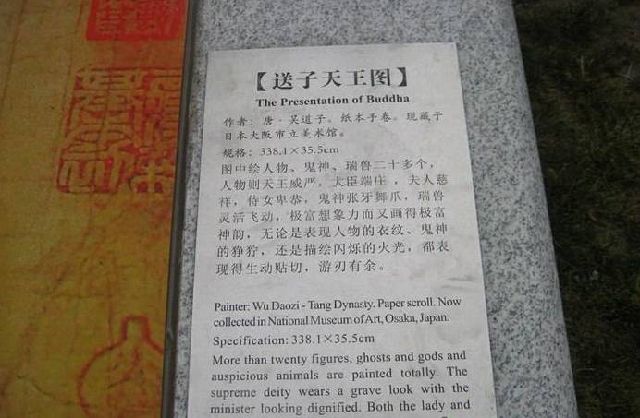 【送子天王图】
The Presentation of Buddha
作者：唐·吴道子。纸本手卷。现藏于
日本大阪市立美术馆。
规格：338.1×35.5cm
图中绘人物、鬼神、瑞兽二十多个，
人物则天王威严，大臣端庄，夫人慈
祥，侍女卑恭，鬼神张牙舞爪，瑞兽
灵活飞动，极富想象力而又画得极富
神韵，无论是表现人物的衣纹、鬼神
的狰狞，还是描绘闪烁的火光，都表
现得生动贴切，游刃有余。
Painter: Wu Daozi - Tang Dynasty. Paper scroll. Now
collected in National Museum of Art, Osaka, Japan.
Specification: 338.1×35.5cm
More than twenty figures, ghosts and gods and
auspicious animals are painted totally. The
supreme deity wears a grave look with the
minister looking dignified. Both the lady and